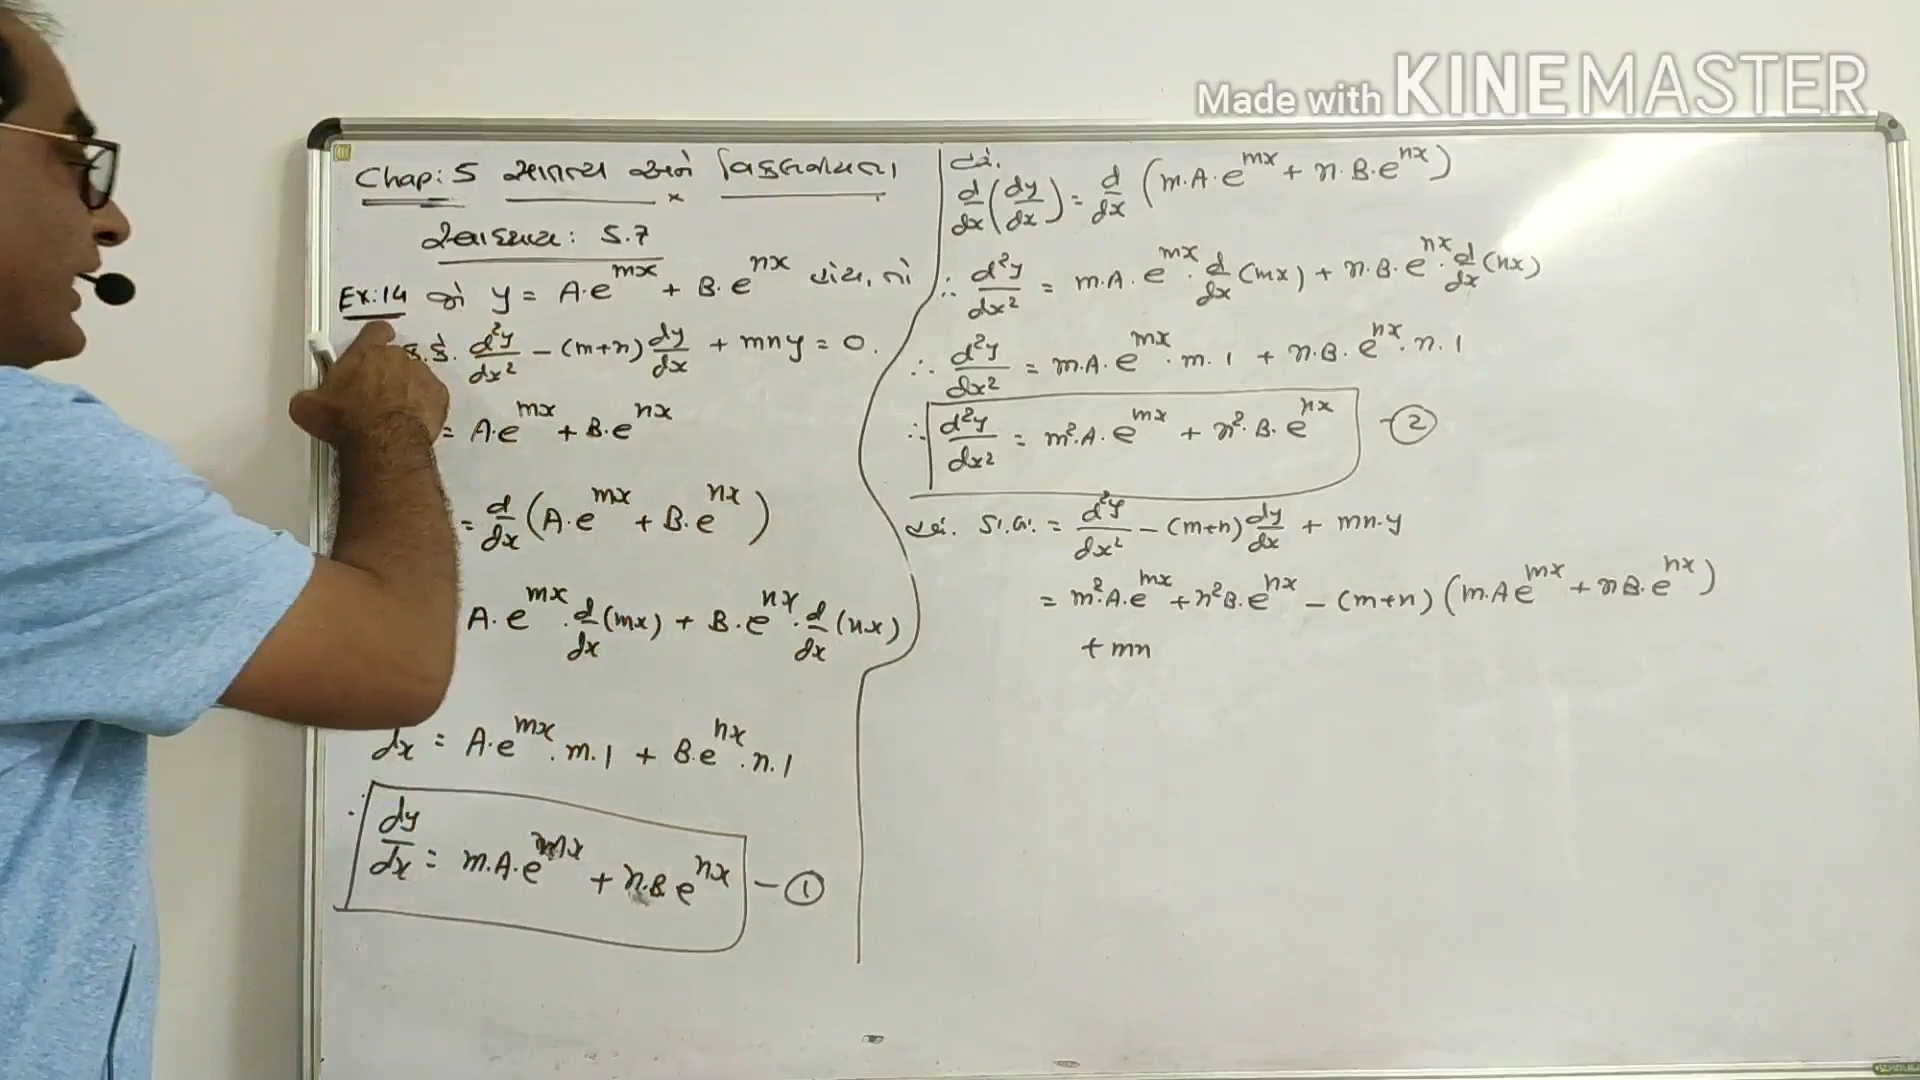 Made with KINEMASTER
Chap: 5 સાતત્ય અને વિકલનીયતા
સ્વાધ્યાય: 5.7
Ex:14 જો y = A·e^mx + B·e^nx હોય, તો
d²y/dx² – (m+n) dy/dx + mny = 0.
= A·e^mx + B·e^nx
= d/dx (A·e^mx + B·e^nx)
A·e^mx · d/dx (mx) + B·e^nx · d/dx (nx)
dx = A·e^mx · m·1 + B·e^nx · n·1
∴ dy/dx = m·A·e^mx + n·B e^nx – ①
હવે.
d/dx (dy/dx) = d/dx (m·A·e^mx + n·B·e^nx)
∴ d²y/dx² = m·A·e^mx · d/dx (mx) + n·B·e^nx · d/dx (nx)
∴ d²y/dx² = m·A·e^mx · m·1 + n·B·e^nx · n·1
∴ d²y/dx² = m²·A·e^mx + n²·B·e^nx – ②
હવે. ડા.બા. = d²y/dx² – (m+n) dy/dx + mn·y
= m²·A·e^mx + n²B·e^nx – (m+n) (m·A e^mx + nB·e^nx)
+ mn